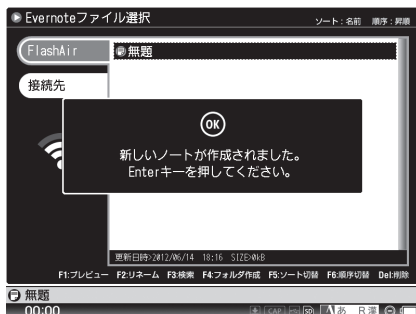 Evernoteファイル選択 ソート:名前 順序:昇順
FlashAir
無題
接続先
OK
新しいノートが作成されました。
Enterキーを押してください。
更新日時>2012/06/14 18:16 SIZE>0kB
F1:プレビュー F2:リネーム F3:検索 F4:フォルダ作成 F5:ソート切替 F6:順序切替 Del:削除
無題
00:00 CAP SD あ R漢